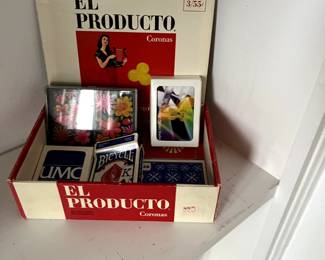 EL
PRODUCTO
Coronas
3/55¢
UMC
BICYCLE
EL
PRODUCTO
Coronas